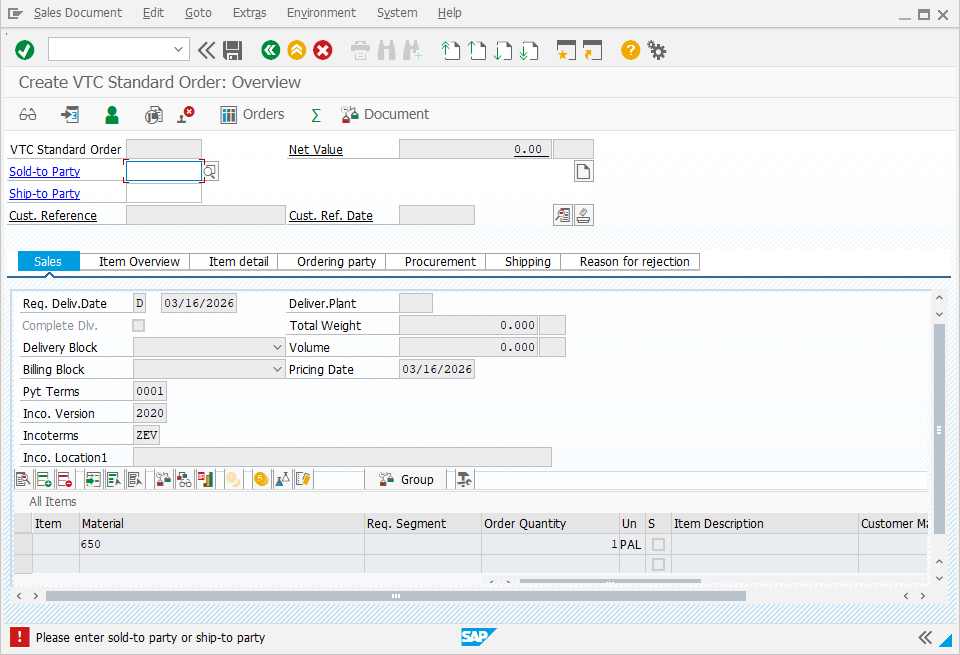 Sales Document Edit Goto Extras Environment System Help
Create VTC Standard Order: Overview
Orders Σ Document
VTC Standard Order Net Value 0.00
Sold-to Party
Ship-to Party
Cust. Reference Cust. Ref. Date
Sales Item Overview Item detail Ordering party Procurement Shipping Reason for rejection
Req. Deliv.Date D 03/16/2026 Deliver.Plant
Complete Dlv. Total Weight 0.000
Delivery Block Volume 0.000
Billing Block Pricing Date 03/16/2026
Pyt Terms 0001
Inco. Version 2020
Incoterms ZEV
Inco. Location1
Group
All Items
Item Material Req. Segment Order Quantity Un S Item Description Customer Ma
650 1 PAL
! Please enter sold-to party or ship-to party SAP